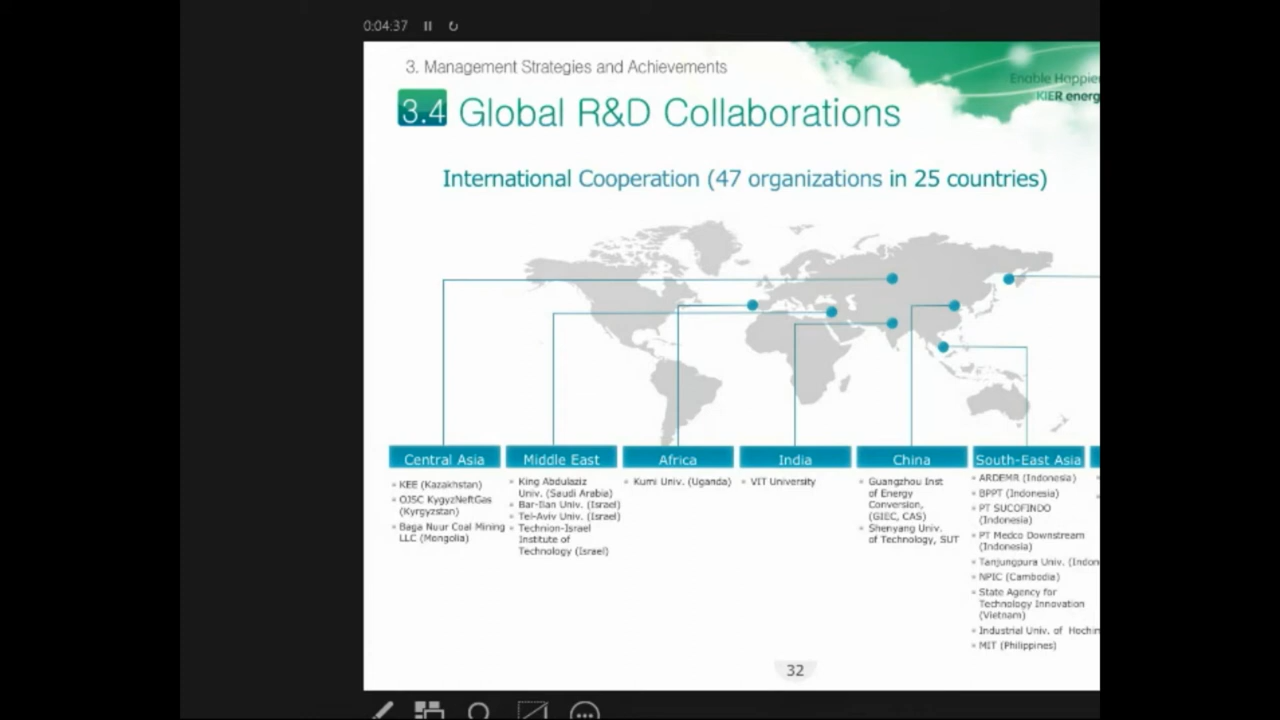 0:04:37
3. Management Strategies and Achievements
Enable Happier
KIER energ
3.4 Global R&D Collaborations
International Cooperation (47 organizations in 25 countries)
Central Asia
KEE (Kazakhstan)
OJSC KygyzNeftGas
(Kyrgyzstan)
Baga Nuur Coal Mining
LLC (Mongolia)
Middle East
King Abdulaziz
Univ. (Saudi Arabia)
Bar-Ilan Univ. (Israel)
Tel-Aviv Univ. (Israel)
Technion-Israel
Institute of
Technology (Israel)
Africa
Kumi Univ. (Uganda)
India
VIT University
China
Guangzhou Inst
of Energy
Conversion,
(GIEC, CAS)
Shenyang Univ.
of Technology, SUT
South-East Asia
ARDEMR (Indonesia)
BPPT (Indonesia)
PT SUCOFINDO
(Indonesia)
PT Medco Downstream
(Indonesia)
Tanjungpura Univ. (Indon
NPIC (Cambodia)
State Agency for
Technology Innovation
(Vietnam)
Industrial Univ. of Hochin
MIT (Philippines)
32